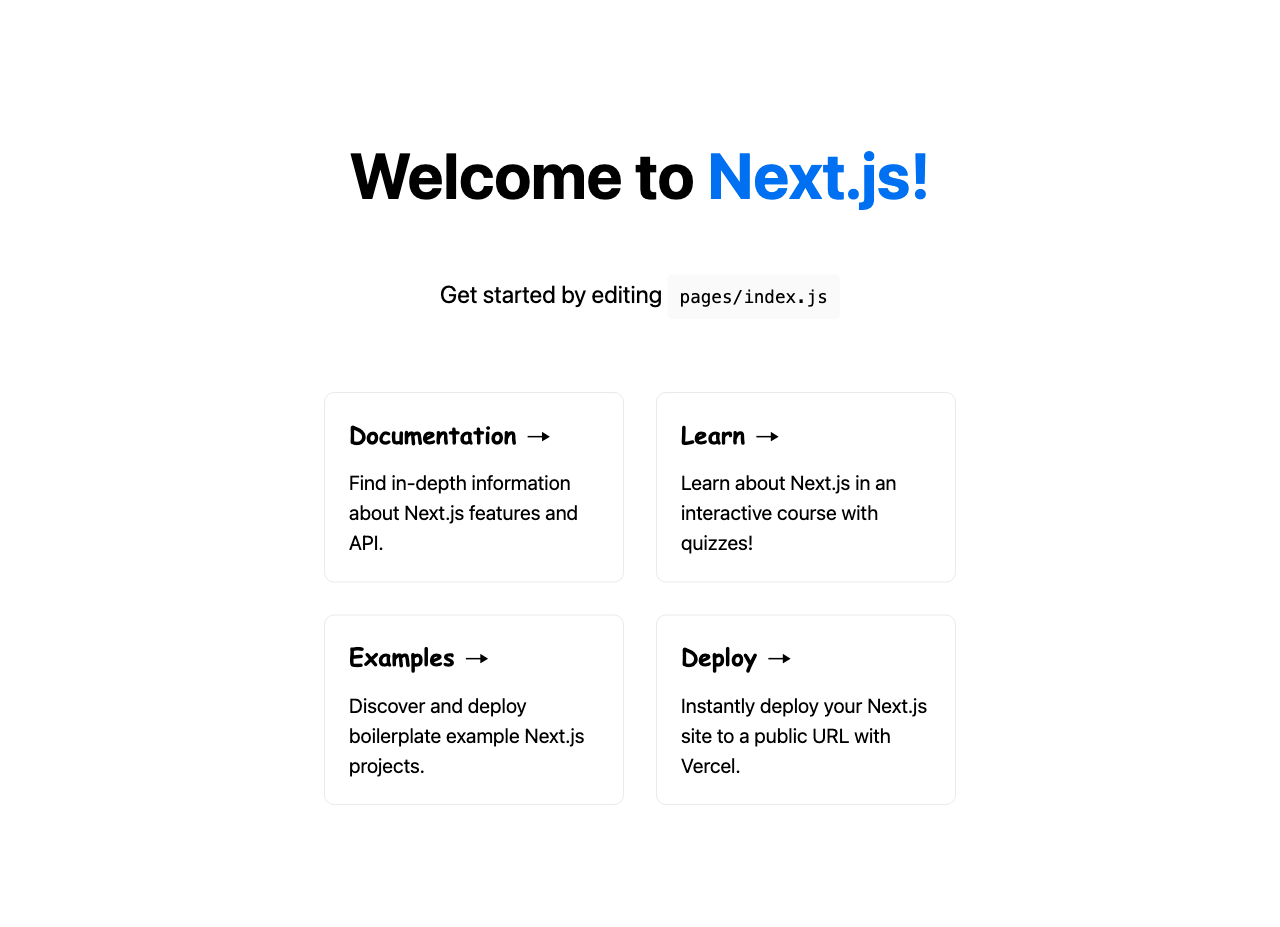 Welcome to Next.js!
Get started by editing pages/index.js
Documentation →
Find in-depth information
about Next.js features and
API.
Learn →
Learn about Next.js in an
interactive course with
quizzes!
Examples →
Discover and deploy
boilerplate example Next.js
projects.
Deploy →
Instantly deploy your Next.js
site to a public URL with
Vercel.